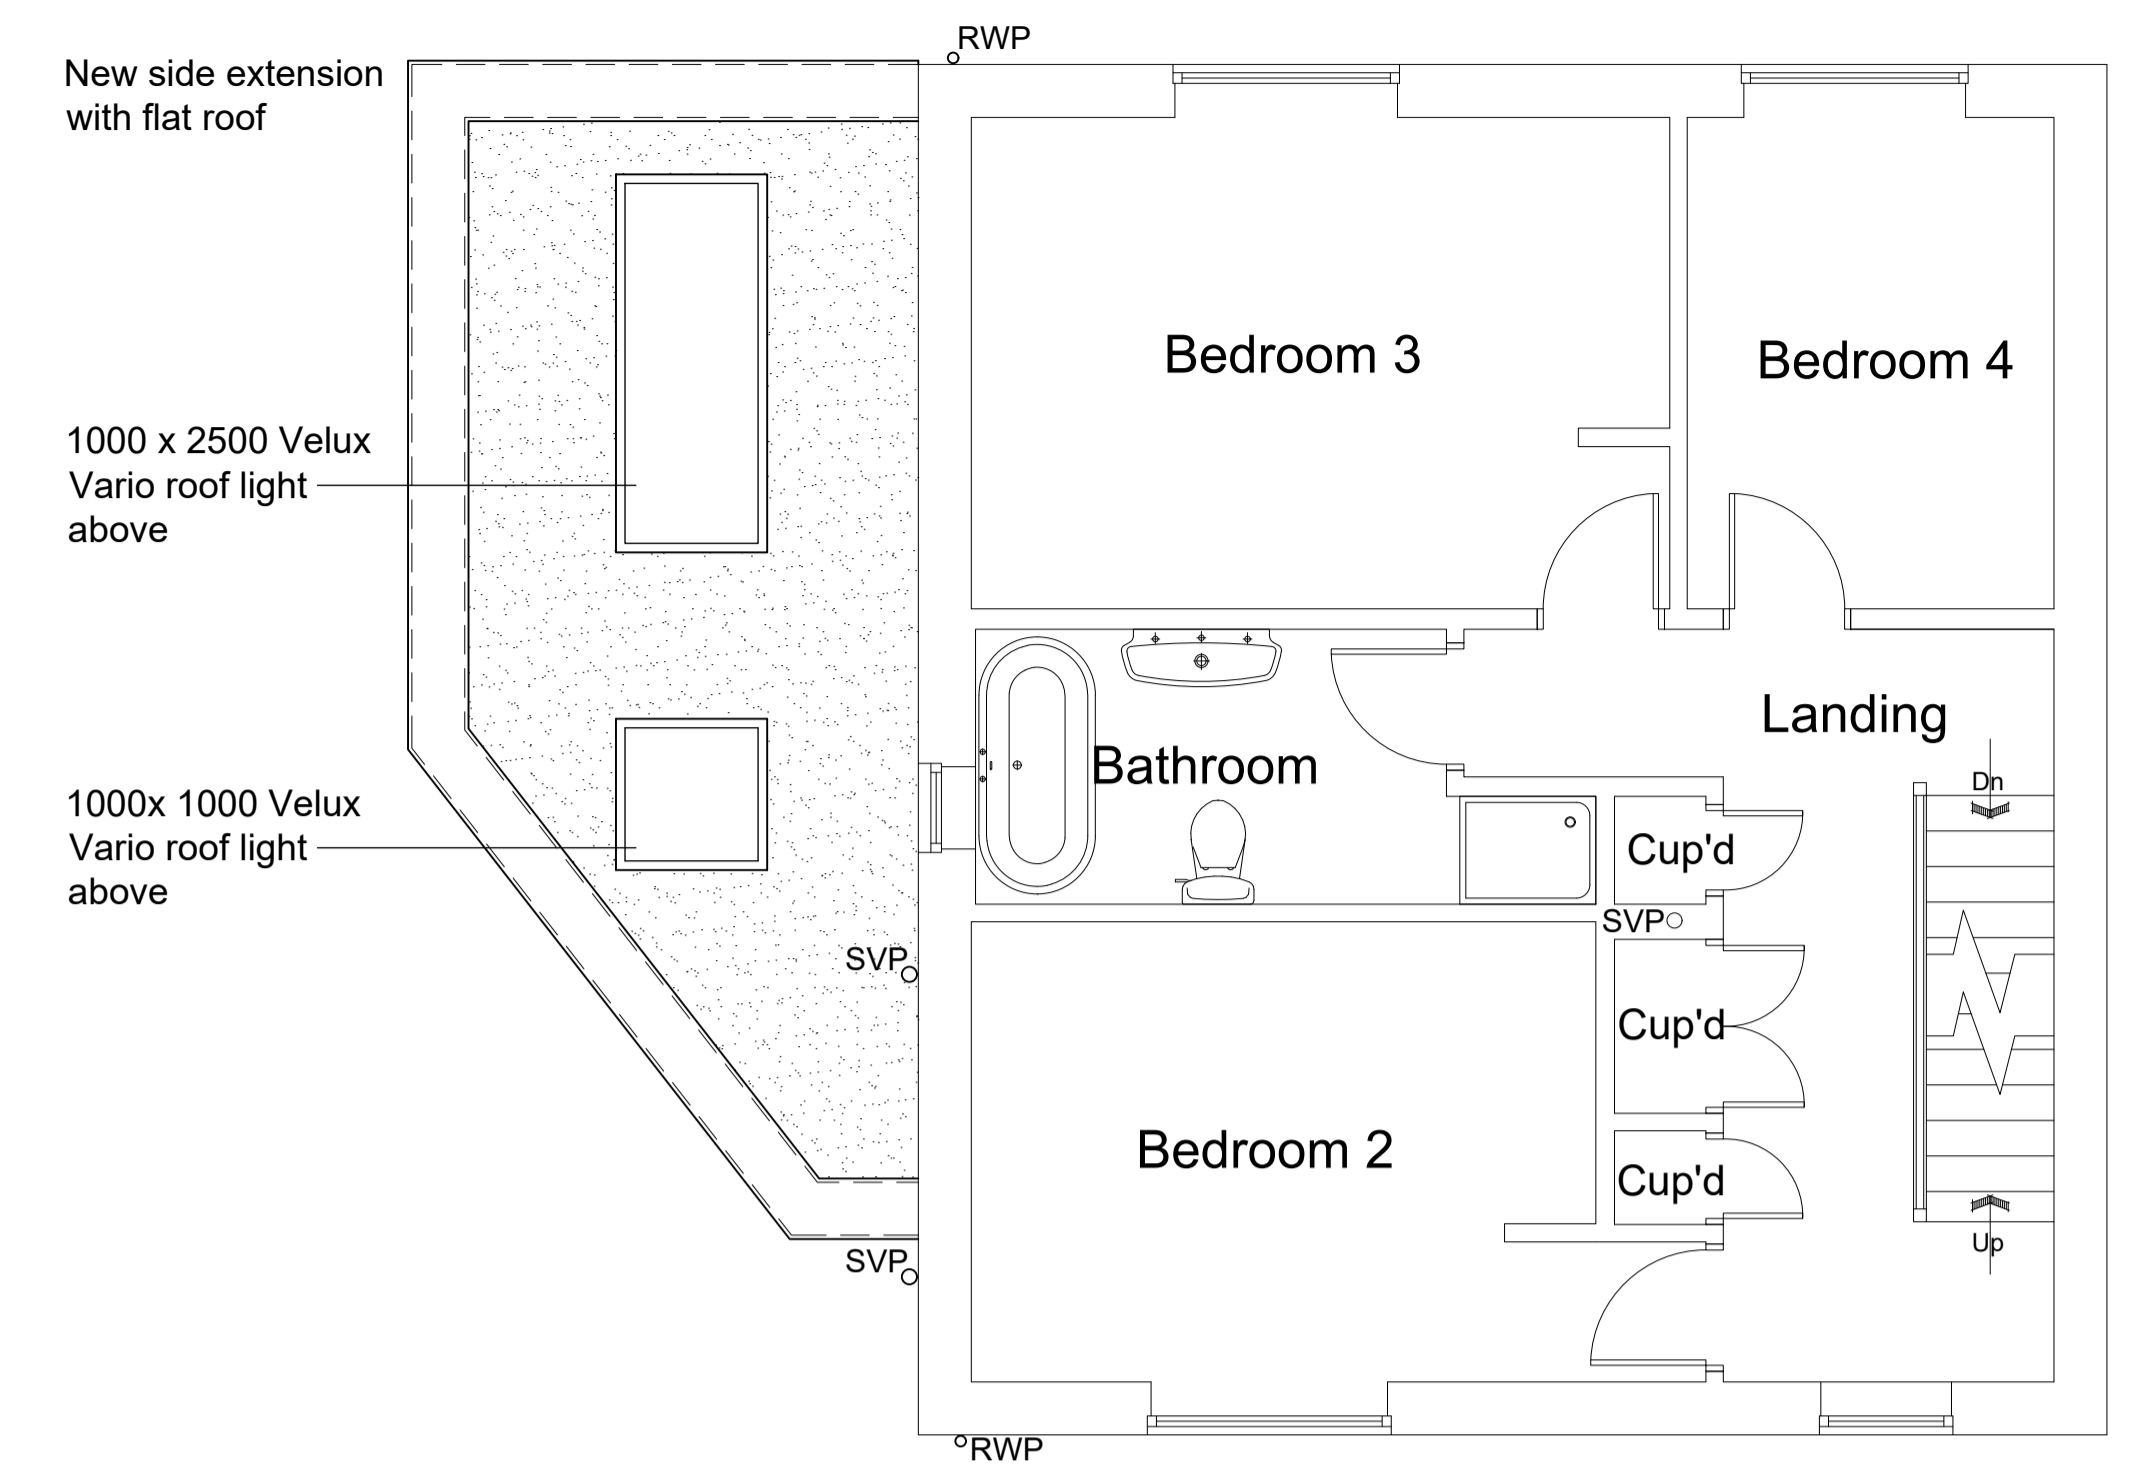 RWP
New side extension
with flat roof
Bedroom 3
Bedroom 4
1000 x 2500 Velux
Vario roof light
above
Landing
Bathroom
Dn
1000x 1000 Velux
Vario roof light
above
Cup'd
SVP
SVP
Cup'd
Bedroom 2
Cup'd
Up
SVP
RWP